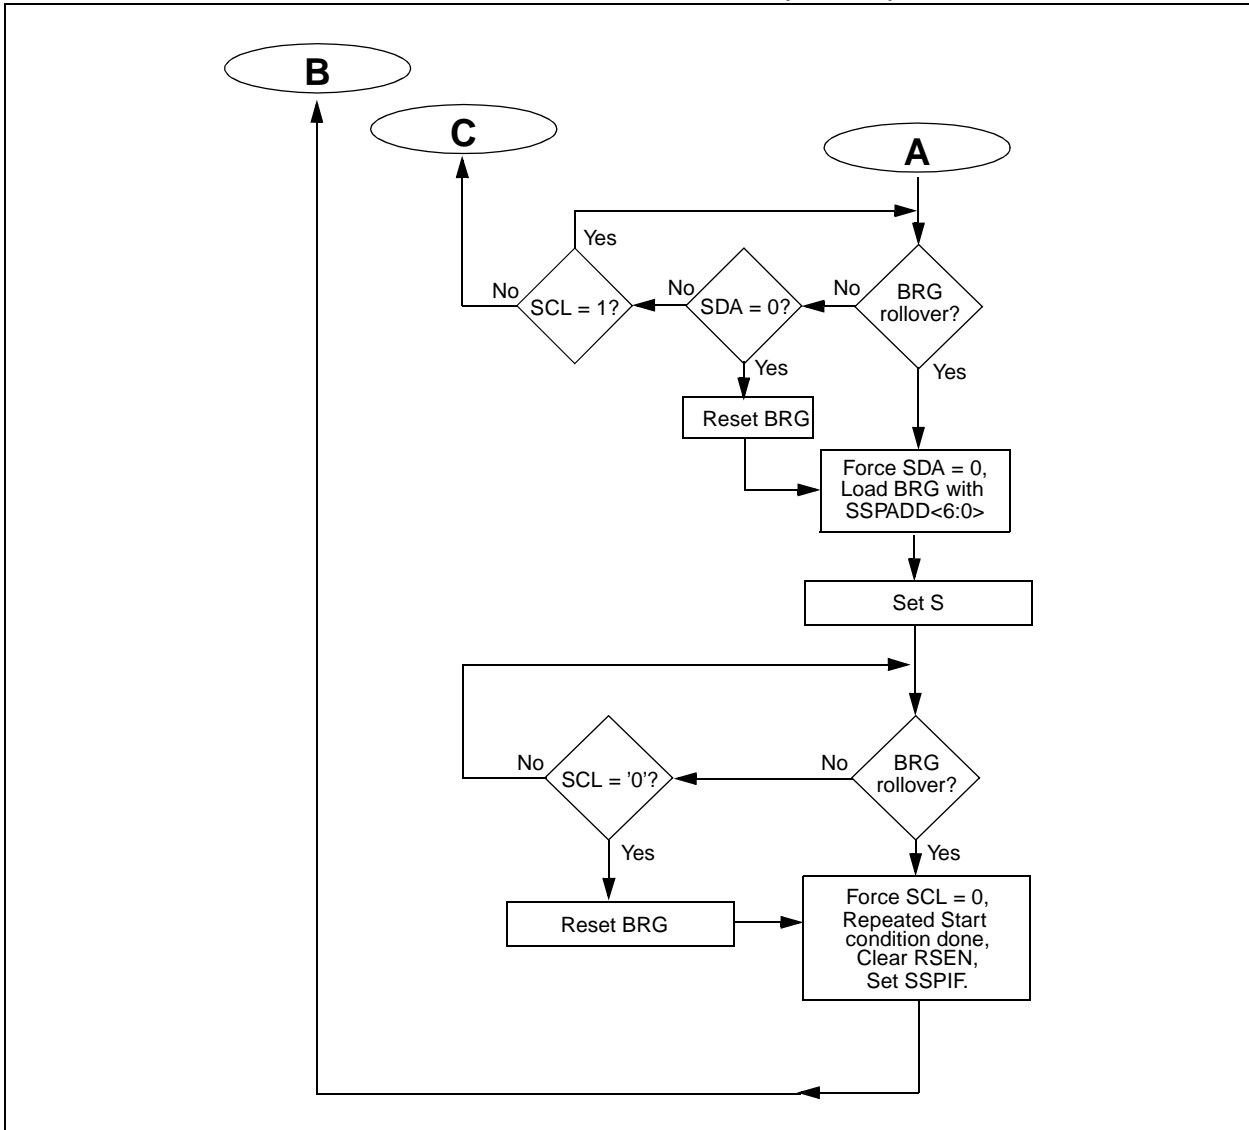 B
C
A
Yes
No
SCL = 1?
No
SDA = 0?
No
BRG
rollover?
Yes
Yes
Reset BRG
Force SDA = 0,
Load BRG with
SSPADD<6:0>
Set S
No
SCL = '0'?
No
BRG
rollover?
Yes
Yes
Reset BRG
Force SCL = 0,
Repeated Start
condition done,
Clear RSEN,
Set SSPIF.